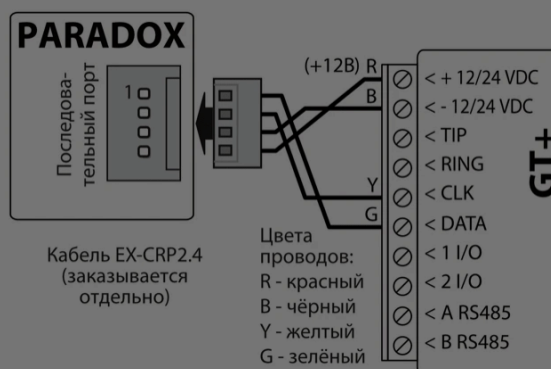 PARADOX
Последова-
тельный порт
1
(+12В) R
B
Y
G
< + 12/24 VDC
< - 12/24 VDC
< TIP
< RING
< CLK
< DATA
< 1 I/O
< 2 I/O
< A RS485
< B RS485
GT+
Кабель EX-CRP2.4
(заказывается
отдельно)
Цвета
проводов:
R - красный
B - чёрный
Y - желтый
G - зелёный